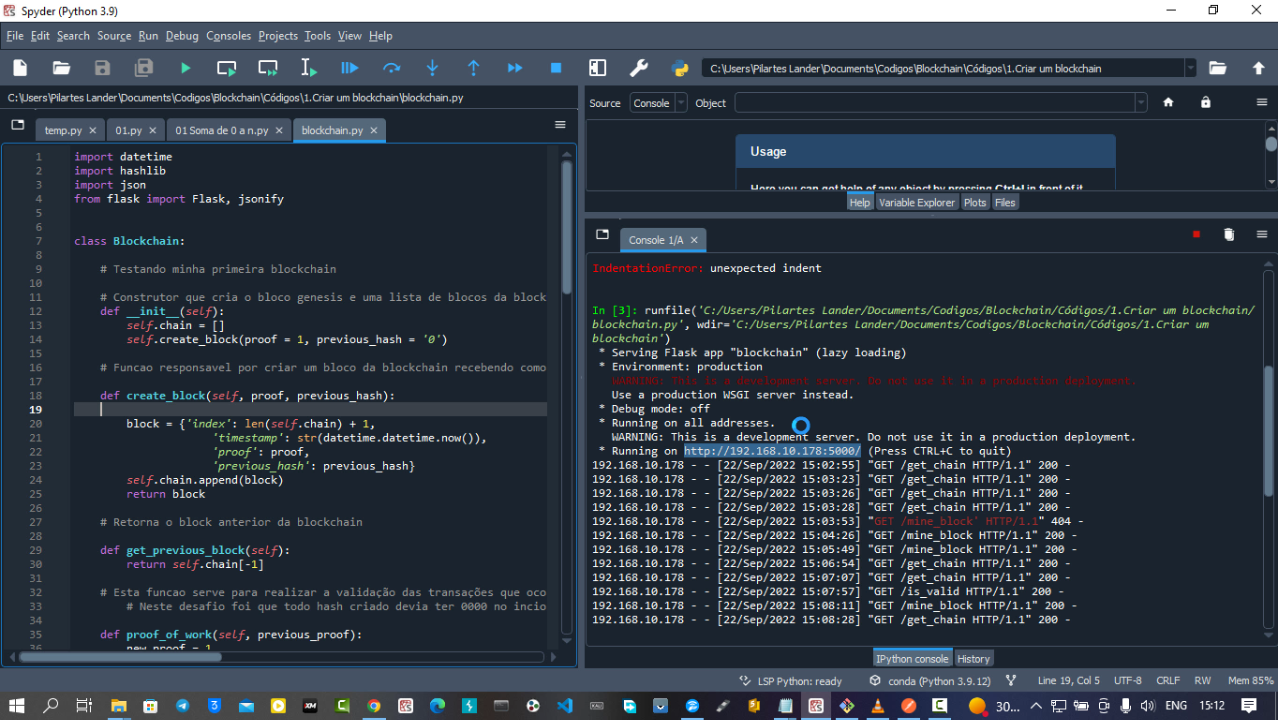 Spyder (Python 3.9)
File Edit Search Source Run Debug Consoles Projects Tools View Help
C:\Users\Pilartes Lander\Documents\Codigos\Blockchain\Códigos\1.Criar um blockchain
C:\Users\Pilartes Lander\Documents\Codigos\Blockchain\Códigos\1.Criar um blockchain\blockchain.py
temp.py
01.py
01 Soma de 0 a n.py
blockchain.py
1 import datetime
2 import hashlib
3 import json
4 from flask import Flask, jsonify
5
6
7 class Blockchain:
8
9 # Testando minha primeira blockchain
10
11 # Construtor que cria o bloco genesis e uma lista de blocos da block
12 def __init__(self):
13 self.chain = []
14 self.create_block(proof = 1, previous_hash = '0')
15
16 # Funcao responsavel por criar um bloco da blockchain recebendo como
17
18 def create_block(self, proof, previous_hash):
19
20 block = {'index': len(self.chain) + 1,
21 'timestamp': str(datetime.datetime.now()),
22 'proof': proof,
23 'previous_hash': previous_hash}
24 self.chain.append(block)
25 return block
26
27 # Retorna o block anterior da blockchain
28
29 def get_previous_block(self):
30 return self.chain[-1]
31
32 # Esta funcao serve para realizar a validação das transações que oco
33 # Neste desafio foi que todo hash criado devia ter 0000 no incio
34
35 def proof_of_work(self, previous_proof):
36 new_proof = 1
Source Console Object
Usage
Here you can get help of any object by pressing Ctrl+I in front of it
Help Variable Explorer Plots Files
Console 1/A
IndentationError: unexpected indent
In [3]: runfile('C:/Users/Pilartes Lander/Documents/Codigos/Blockchain/Códigos/1.Criar um blockchain/
blockchain.py', wdir='C:/Users/Pilartes Lander/Documents/Codigos/Blockchain/Códigos/1.Criar um
blockchain')
* Serving Flask app "blockchain" (lazy loading)
* Environment: production
WARNING: This is a development server. Do not use it in a production deployment.
Use a production WSGI server instead.
* Debug mode: off
* Running on all addresses.
WARNING: This is a development server. Do not use it in a production deployment.
* Running on http://192.168.10.178:5000/ (Press CTRL+C to quit)
192.168.10.178 - - [22/Sep/2022 15:02:55] "GET /get_chain HTTP/1.1" 200 -
192.168.10.178 - - [22/Sep/2022 15:03:23] "GET /get_chain HTTP/1.1" 200 -
192.168.10.178 - - [22/Sep/2022 15:03:26] "GET /get_chain HTTP/1.1" 200 -
192.168.10.178 - - [22/Sep/2022 15:03:28] "GET /get_chain HTTP/1.1" 200 -
192.168.10.178 - - [22/Sep/2022 15:03:53] "GET /mine_block' HTTP/1.1" 404 -
192.168.10.178 - - [22/Sep/2022 15:04:26] "GET /mine_block HTTP/1.1" 200 -
192.168.10.178 - - [22/Sep/2022 15:05:49] "GET /mine_block HTTP/1.1" 200 -
192.168.10.178 - - [22/Sep/2022 15:06:54] "GET /get_chain HTTP/1.1" 200 -
192.168.10.178 - - [22/Sep/2022 15:07:07] "GET /get_chain HTTP/1.1" 200 -
192.168.10.178 - - [22/Sep/2022 15:07:57] "GET /is_valid HTTP/1.1" 200 -
192.168.10.178 - - [22/Sep/2022 15:08:11] "GET /mine_block HTTP/1.1" 200 -
192.168.10.178 - - [22/Sep/2022 15:08:28] "GET /get_chain HTTP/1.1" 200 -
IPython console History
LSP Python: ready conda (Python 3.9.12) Line 19, Col 5 UTF-8 CRLF RW Mem 85%
30... ENG 15:12